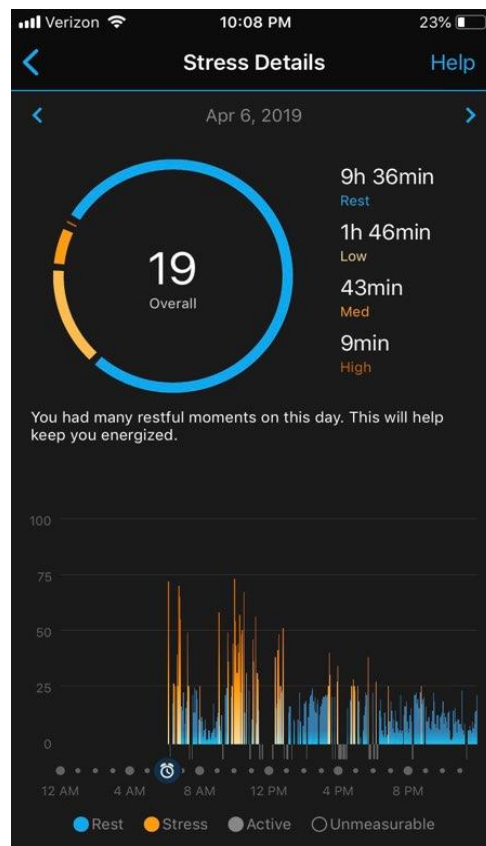 Verizon 10:08 PM 23%
Stress Details Help
Apr 6, 2019
19
Overall
9h 36min
Rest
1h 46min
Low
43min
Med
9min
High
You had many restful moments on this day. This will help
keep you energized.
100
75
50
25
0
12 AM 4 AM 8 AM 12 PM 4 PM 8 PM
Rest Stress Active Unmeasurable